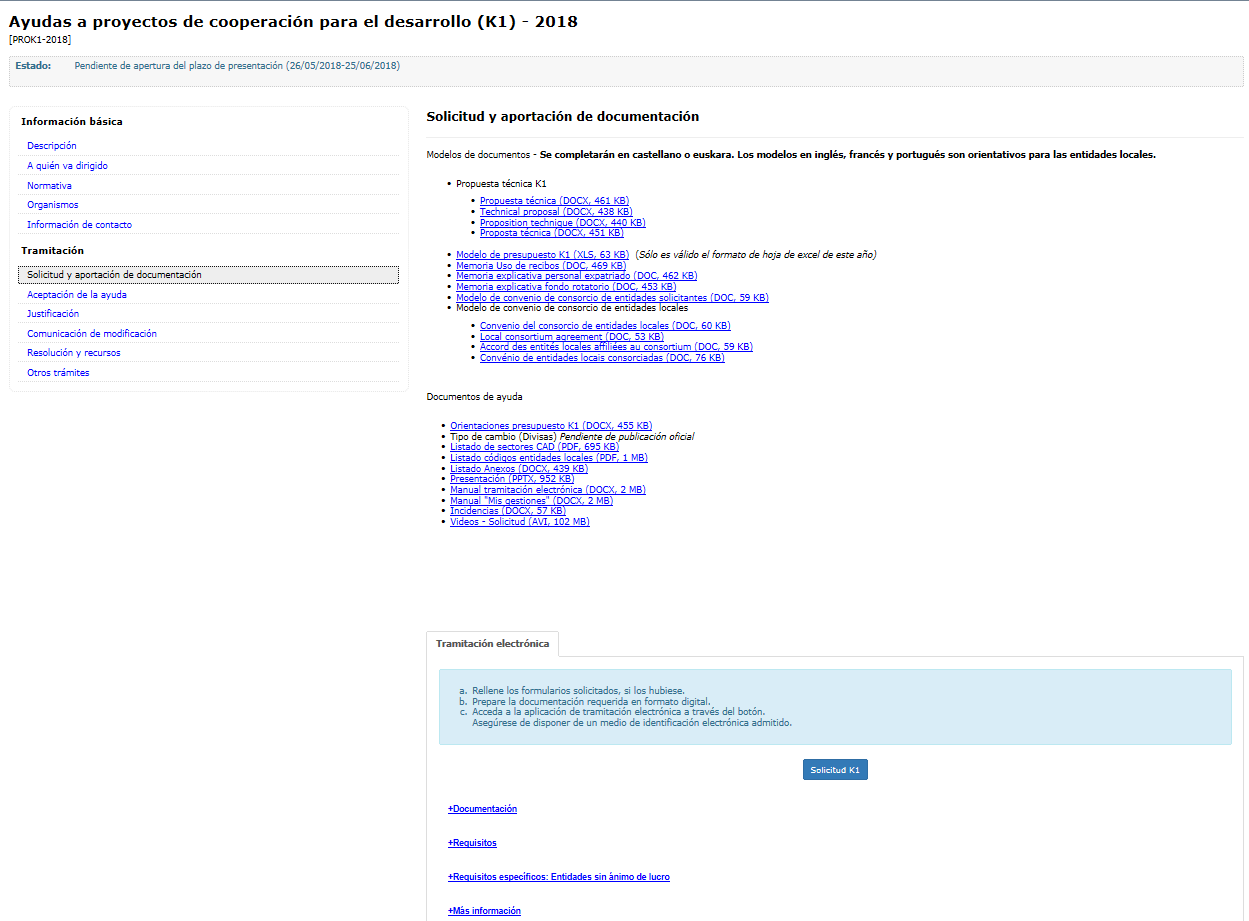 Ayudas a proyectos de cooperación para el desarrollo (K1) - 2018
[PROK1-2018]
Estado: Pendiente de apertura del plazo de presentación (26/05/2018-25/06/2018)
Información básica
Descripción
A quién va dirigido
Normativa
Organismos
Información de contacto
Tramitación
Solicitud y aportación de documentación
Aceptación de la ayuda
Justificación
Comunicación de modificación
Resolución y recursos
Otros trámites
Solicitud y aportación de documentación
Modelos de documentos - Se completarán en castellano o euskara. Los modelos en inglés, francés y portugués son orientativos para las entidades locales.
• Propuesta técnica K1
• Propuesta técnica (DOCX, 461 KB)
• Technical proposal (DOCX, 438 KB)
• Proposition technique (DOCX, 440 KB)
• Proposta técnica (DOCX, 451 KB)
• Modelo de presupuesto K1 (XLS, 63 KB) (Sólo es válido el formato de hoja de excel de este año)
• Memoria Uso de recibos (DOC, 469 KB)
• Memoria explicativa personal expatriado (DOC, 462 KB)
• Memoria explicativa fondo rotatorio (DOC, 453 KB)
• Modelo de convenio de consorcio de entidades solicitantes (DOC, 59 KB)
• Modelo de convenio de consorcio de entidades locales
• Convenio del consorcio de entidades locales (DOC, 60 KB)
• Local consortium agreement (DOC, 53 KB)
• Accord des entités locales affiliées au consortium (DOC, 59 KB)
• Convénio de entidades locais consorciadas (DOC, 76 KB)
Documentos de ayuda
• Orientaciones presupuesto K1 (DOCX, 455 KB)
• Tipo de cambio (Divisas) Pendiente de publicación oficial
• Listado de sectores CAD (PDF, 695 KB)
• Listado códigos entidades locales (PDF, 1 MB)
• Listado Anexos (DOCX, 439 KB)
• Presentación (PPTX, 952 KB)
• Manual tramitación electrónica (DOCX, 2 MB)
• Manual "Mis gestiones" (DOCX, 2 MB)
• Incidencias (DOCX, 57 KB)
• Videos - Solicitud (AVI, 102 MB)
Tramitación electrónica
a. Rellene los formularios solicitados, si los hubiese.
b. Prepare la documentación requerida en formato digital.
c. Acceda a la aplicación de tramitación electrónica a través del botón.
Asegúrese de disponer de un medio de identificación electrónica admitido.
Solicitud K1
+Documentación
+Requisitos
+Requisitos específicos: Entidades sin ánimo de lucro
+Más información